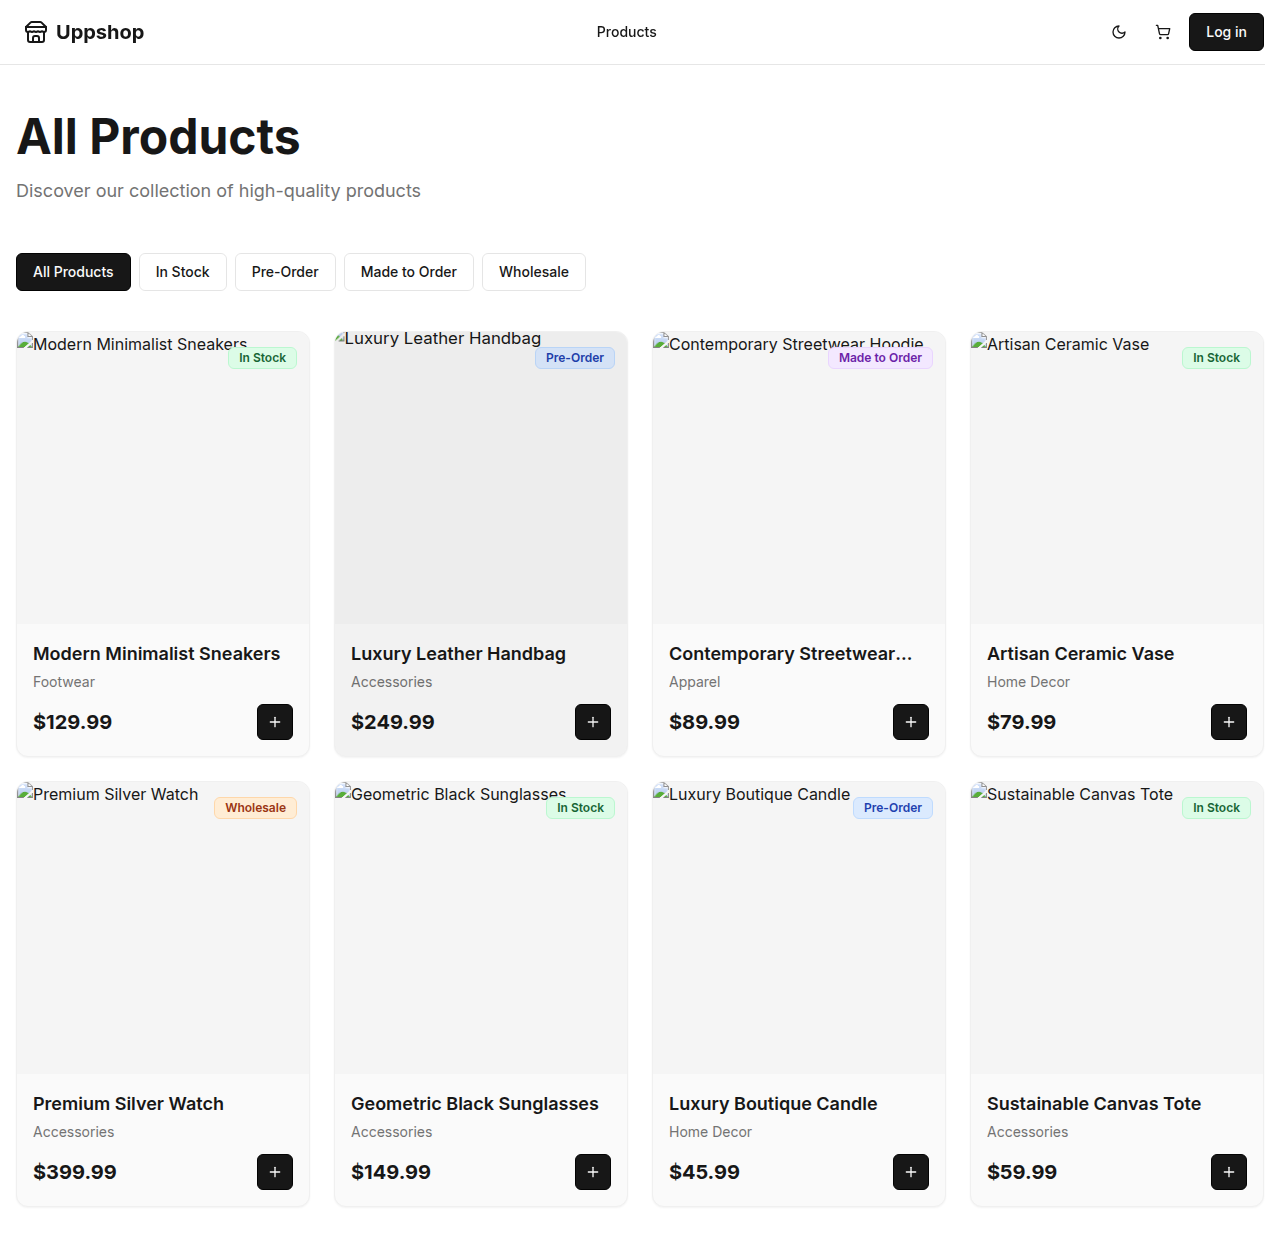 Uppshop
Products
Log in
All Products
Discover our collection of high-quality products
All Products
In Stock
Pre-Order
Made to Order
Wholesale
Modern Minimalist Sneakers
In Stock
Luxury Leather Handbag
Pre-Order
Contemporary Streetwear Hoodie
Made to Order
Artisan Ceramic Vase
In Stock
Modern Minimalist Sneakers
Footwear
$129.99
Luxury Leather Handbag
Accessories
$249.99
Contemporary Streetwear...
Apparel
$89.99
Artisan Ceramic Vase
Home Decor
$79.99
Premium Silver Watch
Wholesale
Geometric Black Sunglasses
In Stock
Luxury Boutique Candle
Pre-Order
Sustainable Canvas Tote
In Stock
Premium Silver Watch
Accessories
$399.99
Geometric Black Sunglasses
Accessories
$149.99
Luxury Boutique Candle
Home Decor
$45.99
Sustainable Canvas Tote
Accessories
$59.99